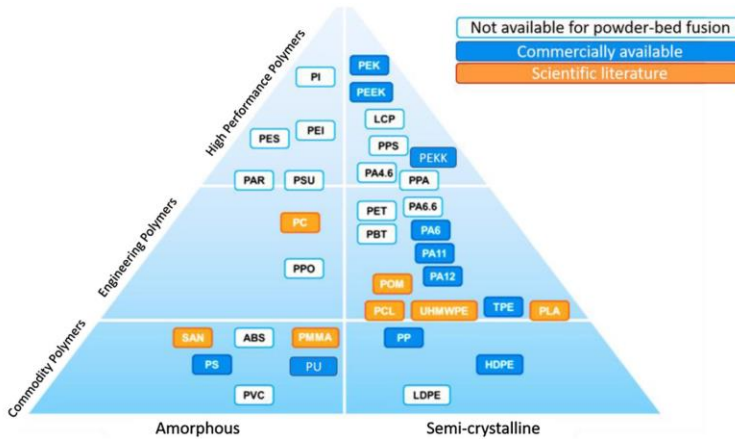 Not available for powder-bed fusion
Commercially available
Scientific literature
High Performance Polymers
Engineering Polymers
Commodity Polymers
PI
PEK
PEEK
LCP
PES
PEI
PPS
PEKK
PAR
PSU
PA4.6
PPA
PC
PET
PA6.6
PBT
PA6
PA11
PPO
PA12
POM
PCL
UHMWPE
TPE
PLA
SAN
ABS
PMMA
PP
PS
PU
HDPE
PVC
LDPE
Amorphous
Semi-crystalline